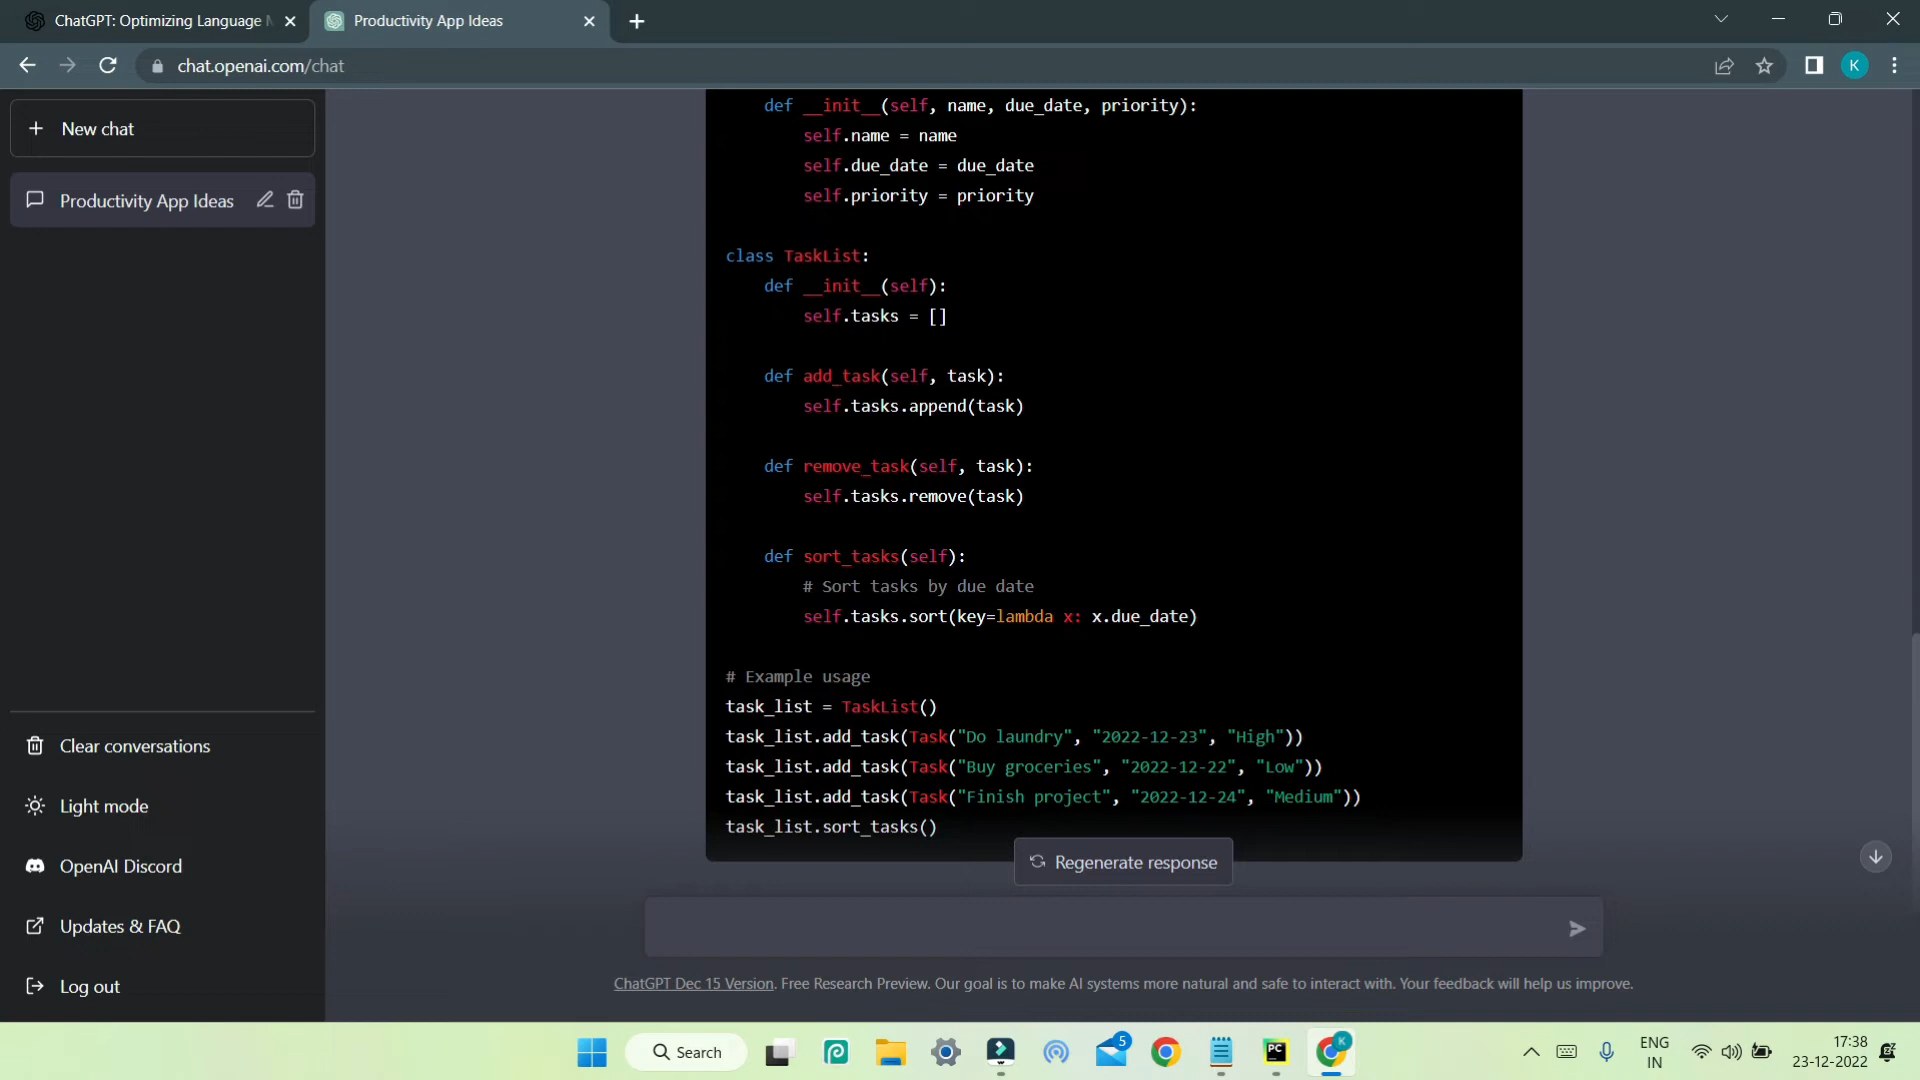 ChatGPT: Optimizing Language
Productivity App Ideas
chat.openai.com/chat
K
New chat
Productivity App Ideas
def __init__(self, name, due_date, priority):
self.name = name
self.due_date = due_date
self.priority = priority
class TaskList:
def __init__(self):
self.tasks = []
def add_task(self, task):
self.tasks.append(task)
def remove_task(self, task):
self.tasks.remove(task)
def sort_tasks(self):
# Sort tasks by due date
self.tasks.sort(key=lambda x: x.due_date)
# Example usage
task_list = TaskList()
task_list.add_task(Task("Do laundry", "2022-12-23", "High"))
task_list.add_task(Task("Buy groceries", "2022-12-22", "Low"))
task_list.add_task(Task("Finish project", "2022-12-24", "Medium"))
task_list.sort_tasks()
Regenerate response
Clear conversations
Light mode
OpenAI Discord
Updates & FAQ
Log out
ChatGPT Dec 15 Version. Free Research Preview. Our goal is to make AI systems more natural and safe to interact with. Your feedback will help us improve.
Search
5
PC
K
ENG
IN
17:38
23-12-2022